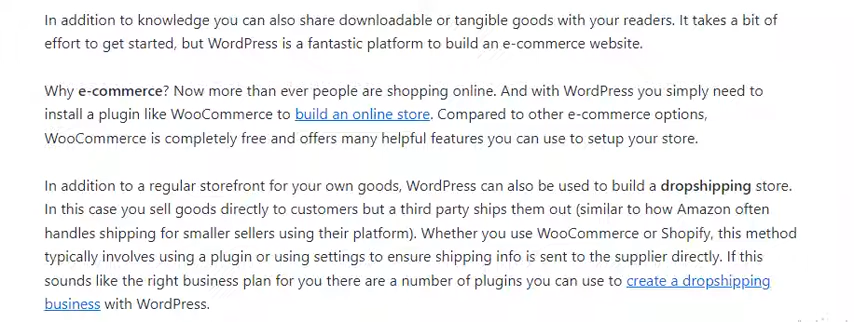 In addition to knowledge you can also share downloadable or tangible goods with your readers. It takes a bit of
effort to get started, but WordPress is a fantastic platform to build an e-commerce website.
Why e-commerce? Now more than ever people are shopping online. And with WordPress you simply need to
install a plugin like WooCommerce to build an online store. Compared to other e-commerce options,
WooCommerce is completely free and offers many helpful features you can use to setup your store.
In addition to a regular storefront for your own goods, WordPress can also be used to build a dropshipping store.
In this case you sell goods directly to customers but a third party ships them out (similar to how Amazon often
handles shipping for smaller sellers using their platform). Whether you use WooCommerce or Shopify, this method
typically involves using a plugin or using settings to ensure shipping info is sent to the supplier directly. If this
sounds like the right business plan for you there are a number of plugins you can use to create a dropshipping
business with WordPress.